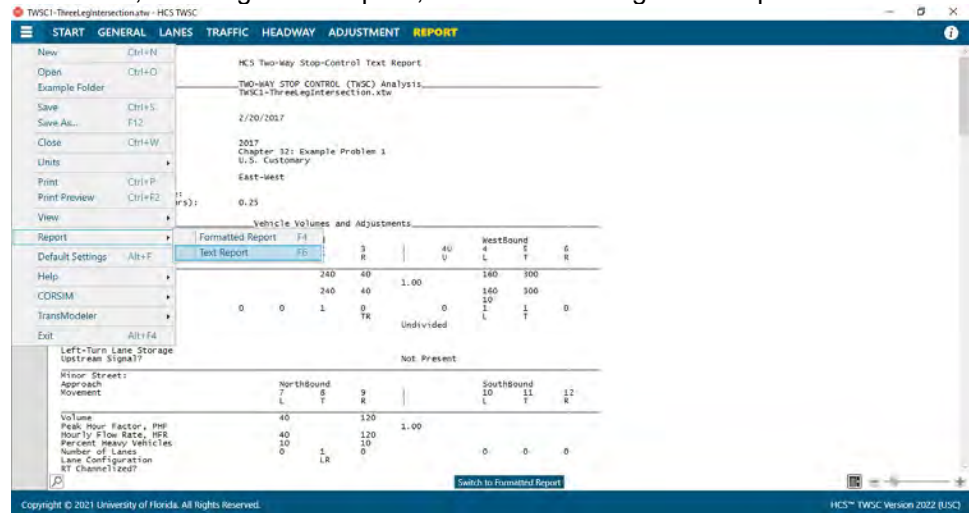 TWSC1-ThreeLegIntersection.xtw - HCS TWSC
START GENERAL LANES TRAFFIC HEADWAY ADJUSTMENT REPORT
New Ctrl+N
Open Ctrl+O
Example Folder
Save Ctrl+S
Save As... F12
Close Ctrl+W
Units
Print Ctrl+P
Print Preview Ctrl+F2
View
Report
Default Settings Alt+F
Help
CORSIM
TransModeler
Exit Alt+F4
Formatted Report F4
Text Report F6
HCS Two-Way Stop-Control Text Report
TWO-WAY STOP CONTROL (TWSC) Analysis
TWSC1-ThreeLegIntersection.xtw
2/20/2017
2017
Chapter 32: Example Problem 1
U.S. Customary
East-West
rs): 0.25
Vehicle Volumes and Adjustments
WestBound
3 | 4U 4 5 6
R U L T R
240 40 160 300
1.00
240 40 160 300
10
0 0 1 0 0 1 1 0
TR L T
Undivided
Left-Turn Lane Storage
Upstream Signal? Not Present
Minor Street:
Approach NorthBound SouthBound
Movement 7 8 9 | 10 11 12
L T R L T R
Volume 40 120
Peak Hour Factor, PHF 1.00
Hourly Flow Rate, HFR 40 120
Percent Heavy Vehicles 10 10
Number of Lanes 0 1 0 0 0 0
Lane Configuration LR
RT Channelized?
Switch to Formatted Report
Copyright © 2021 University of Florida. All Rights Reserved. HCS™ TWSC Version 2022 (USC)